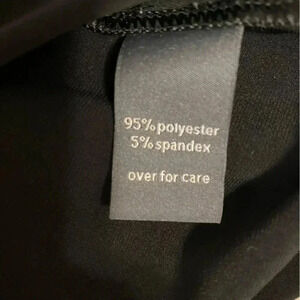 95% polyester
5% spandex
over for care